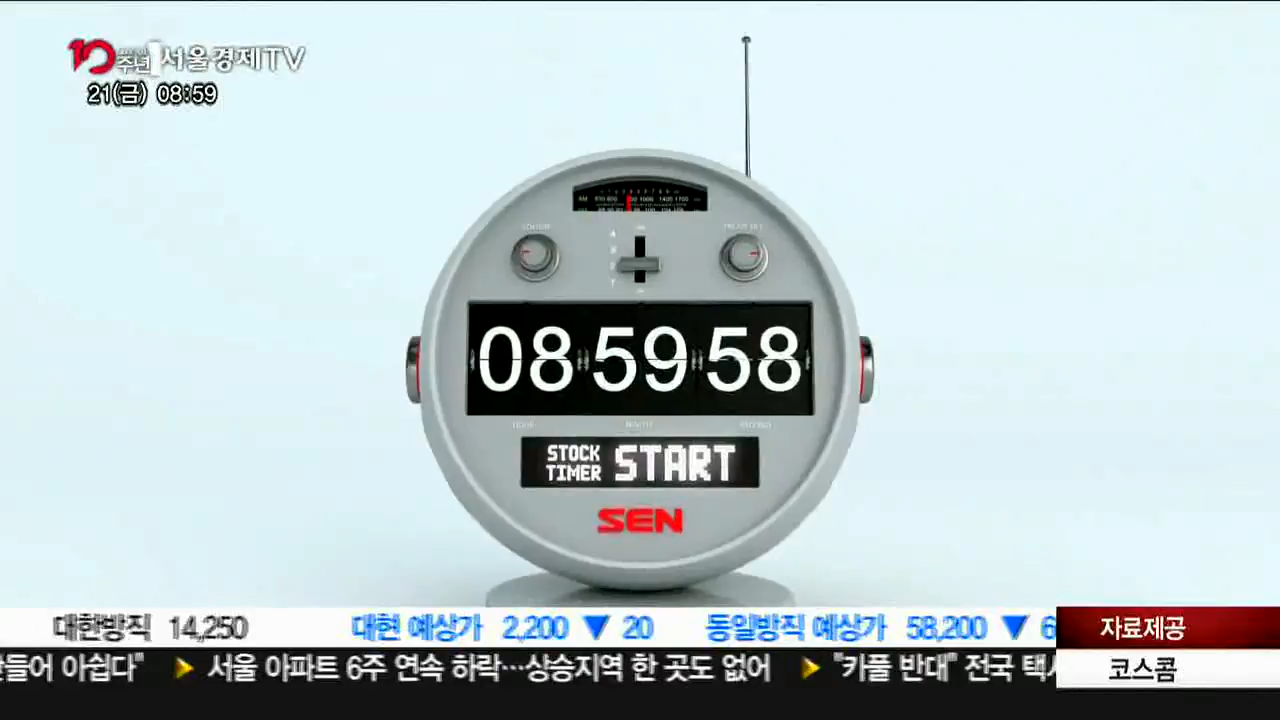 10주년 서울경제TV
21(금) 08:59
AM
08 59 58
STOCK TIMER START
SEN
대한방직 14,250 대현 예상가 2,200 ▼ 20 동일방직 예상가 58,200 ▼ 6
자료제공
들어 아쉽다" ▶ 서울 아파트 6주 연속 하락…상승지역 한 곳도 없어 ▶ "카풀 반대" 전국 택시
코스콤